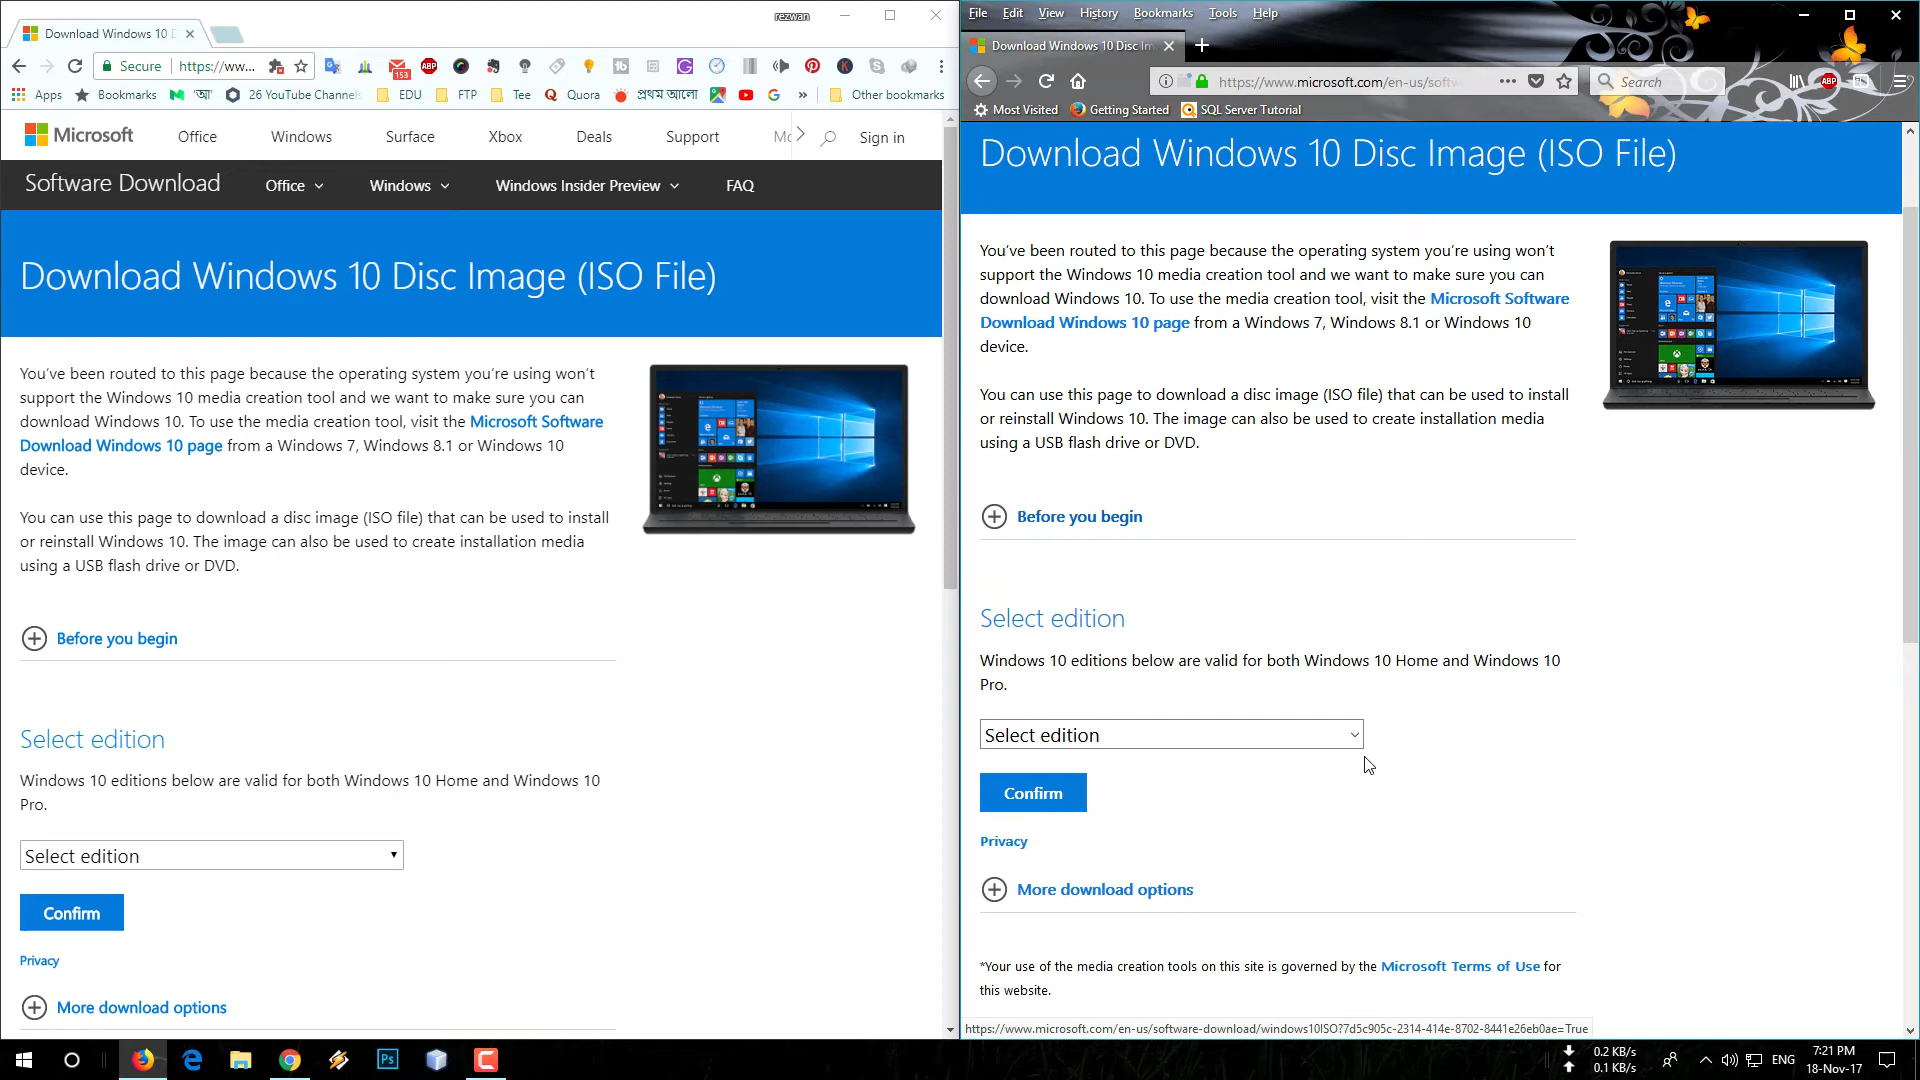 Download Windows 10 D
rezwan
Secure
https://ww...
153
ABP
Apps
Bookmarks
'আ'
26 YouTube Channels
EDU
FTP
Tee
Quora
প্রথম আলো
»
Other bookmarks
Microsoft
Office
Windows
Surface
Xbox
Deals
Support
Sign in
Software Download
Office
Windows
Windows Insider Preview
FAQ
Download Windows 10 Disc Image (ISO File)
You've been routed to this page because the operating system you're using won't
support the Windows 10 media creation tool and we want to make sure you can
download Windows 10. To use the media creation tool, visit the Microsoft Software
Download Windows 10 page from a Windows 7, Windows 8.1 or Windows 10
device.
You can use this page to download a disc image (ISO file) that can be used to install
or reinstall Windows 10. The image can also be used to create installation media
using a USB flash drive or DVD.
Before you begin
Select edition
Windows 10 editions below are valid for both Windows 10 Home and Windows 10
Pro.
Select edition
Confirm
Privacy
More download options
File Edit View History Bookmarks Tools Help
Download Windows 10 Disc Im
https://www.microsoft.com/en-us/softw
Search
ABP
Most Visited
Getting Started
SQL Server Tutorial
Download Windows 10 Disc Image (ISO File)
You've been routed to this page because the operating system you're using won't
support the Windows 10 media creation tool and we want to make sure you can
download Windows 10. To use the media creation tool, visit the Microsoft Software
Download Windows 10 page from a Windows 7, Windows 8.1 or Windows 10
device.
You can use this page to download a disc image (ISO file) that can be used to install
or reinstall Windows 10. The image can also be used to create installation media
using a USB flash drive or DVD.
Before you begin
Select edition
Windows 10 editions below are valid for both Windows 10 Home and Windows 10
Pro.
Select edition
Confirm
Privacy
More download options
*Your use of the media creation tools on this site is governed by the Microsoft Terms of Use for
this website.
https://www.microsoft.com/en-us/software-download/windows10ISO?7d5c905c-2314-414e-8702-8441e26eb0ae=True
Ps
0.2 KB/s
0.1 KB/s
ENG
7:21 PM
18-Nov-17